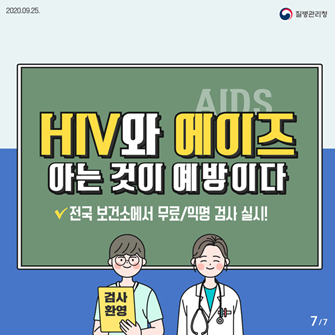 2020.09.25.
질병관리청
AIDS
HIV와 에이즈
아는 것이 예방이다
✓전국 보건소에서 무료/익명 검사 실시!
검사
환영
7/7